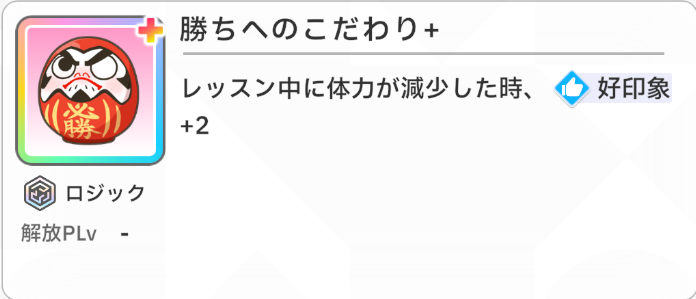 勝ちへのこだわり+
レッスン中に体力が減少した時、 好印象
+2
必勝
ロジック
解放PLv -